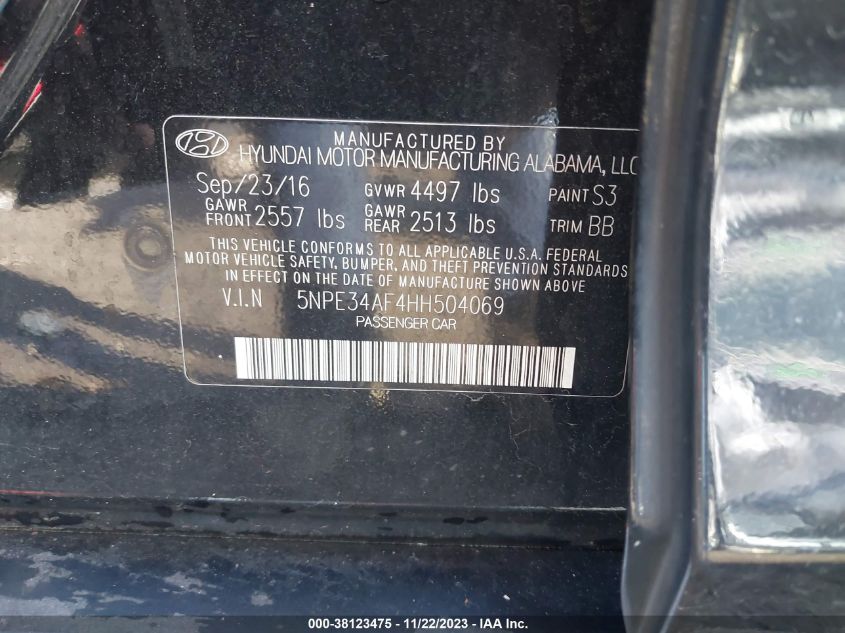 MANUFACTURED BY
HYUNDAI MOTOR MANUFACTURING ALABAMA, LLC
Sep/23/16 GVWR 4497 lbs PAINT S3
GAWR FRONT 2557 lbs GAWR REAR 2513 lbs TRIM BB
THIS VEHICLE CONFORMS TO ALL APPLICABLE U.S.A. FEDERAL
MOTOR VEHICLE SAFETY, BUMPER, AND THEFT PREVENTION STANDARDS
IN EFFECT ON THE DATE OF MANUFACTURE SHOWN ABOVE
V.I.N 5NPE34AF4HH504069
PASSENGER CAR
000-38123475 - 11/22/2023 - IAA Inc.